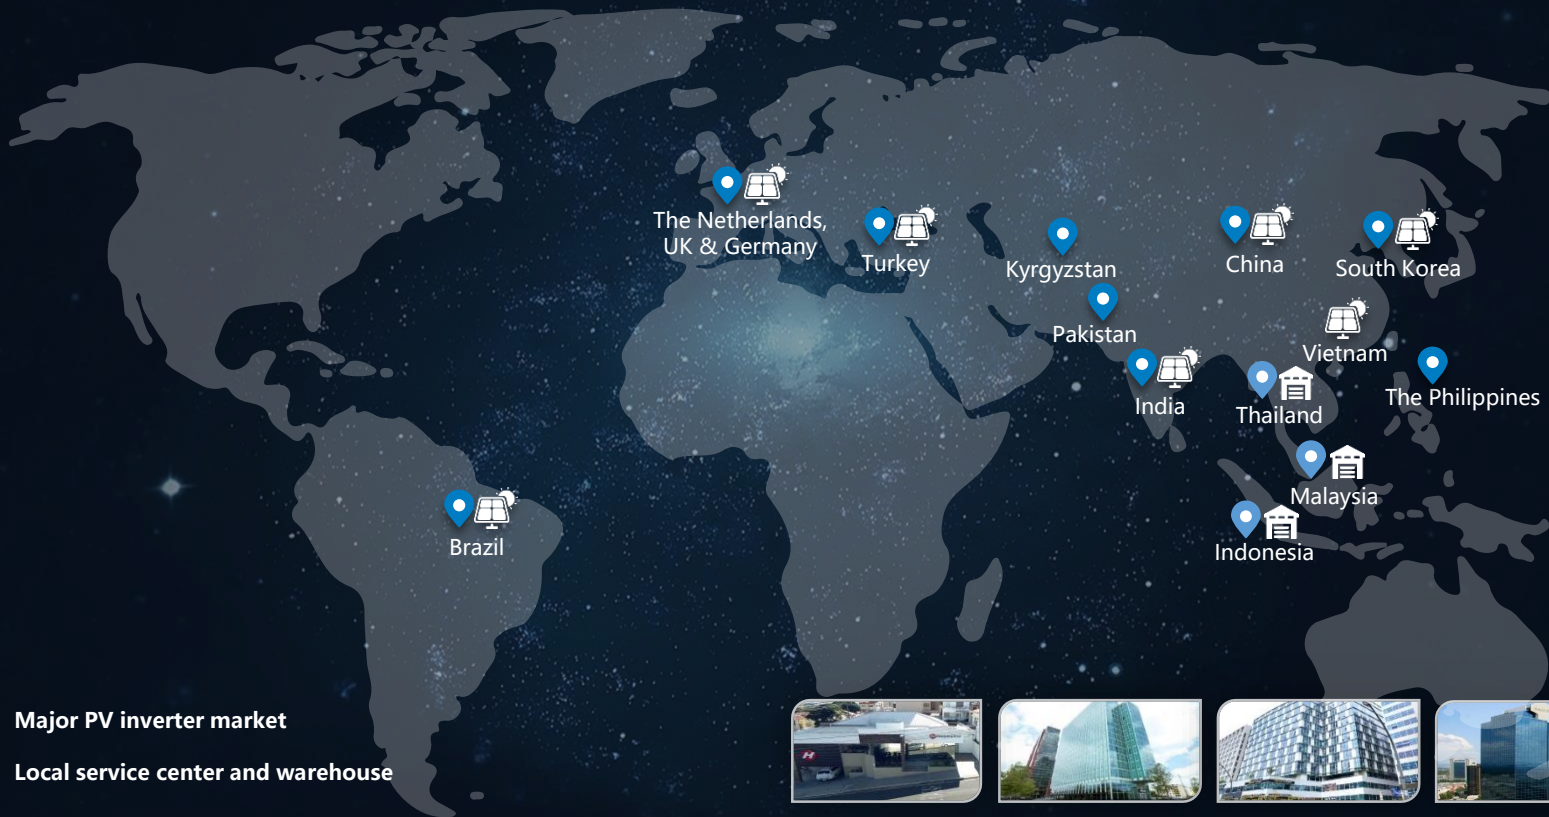 The Netherlands,
UK & Germany
Turkey
Kyrgyzstan
China
South Korea
Pakistan
Vietnam
India
The Philippines
Thailand
Malaysia
Brazil
Indonesia
Major PV inverter market
Local service center and warehouse
H